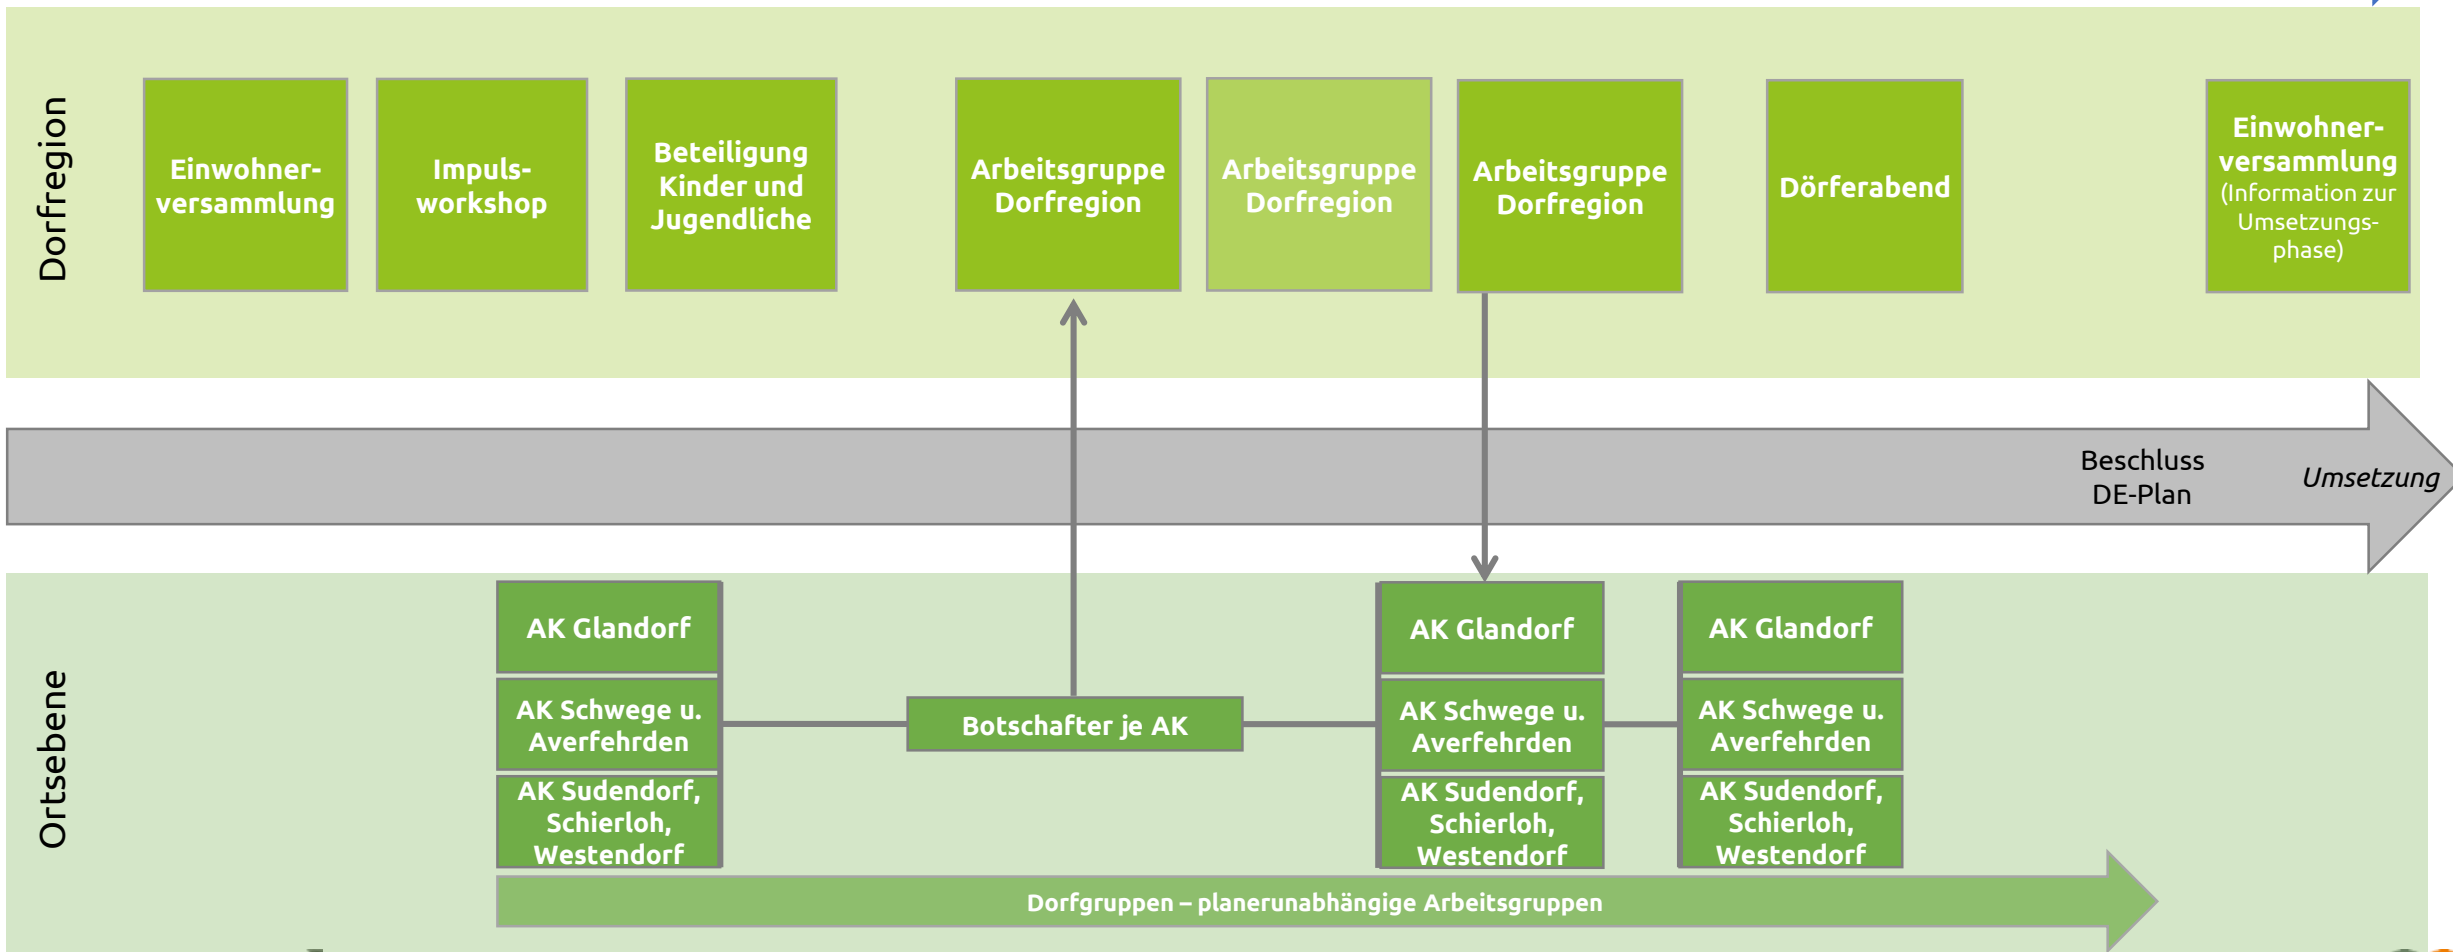 Dorfregion
Einwohner-
versammlung
Impuls-
workshop
Beteiligung
Kinder und
Jugendliche
Arbeitsgruppe
Dorfregion
Arbeitsgruppe
Dorfregion
Arbeitsgruppe
Dorfregion
Dörferabend
Einwohner-
versammlung
(Information zur
Umsetzungs-
phase)
Beschluss
DE-Plan
Umsetzung
Ortsebene
AK Glandorf
AK Schwege u.
Averfehrden
AK Sudendorf,
Schierloh,
Westendorf
Botschafter je AK
AK Glandorf
AK Schwege u.
Averfehrden
AK Sudendorf,
Schierloh,
Westendorf
AK Glandorf
AK Schwege u.
Averfehrden
AK Sudendorf,
Schierloh,
Westendorf
Dorfgruppen – planerunabhängige Arbeitsgruppen